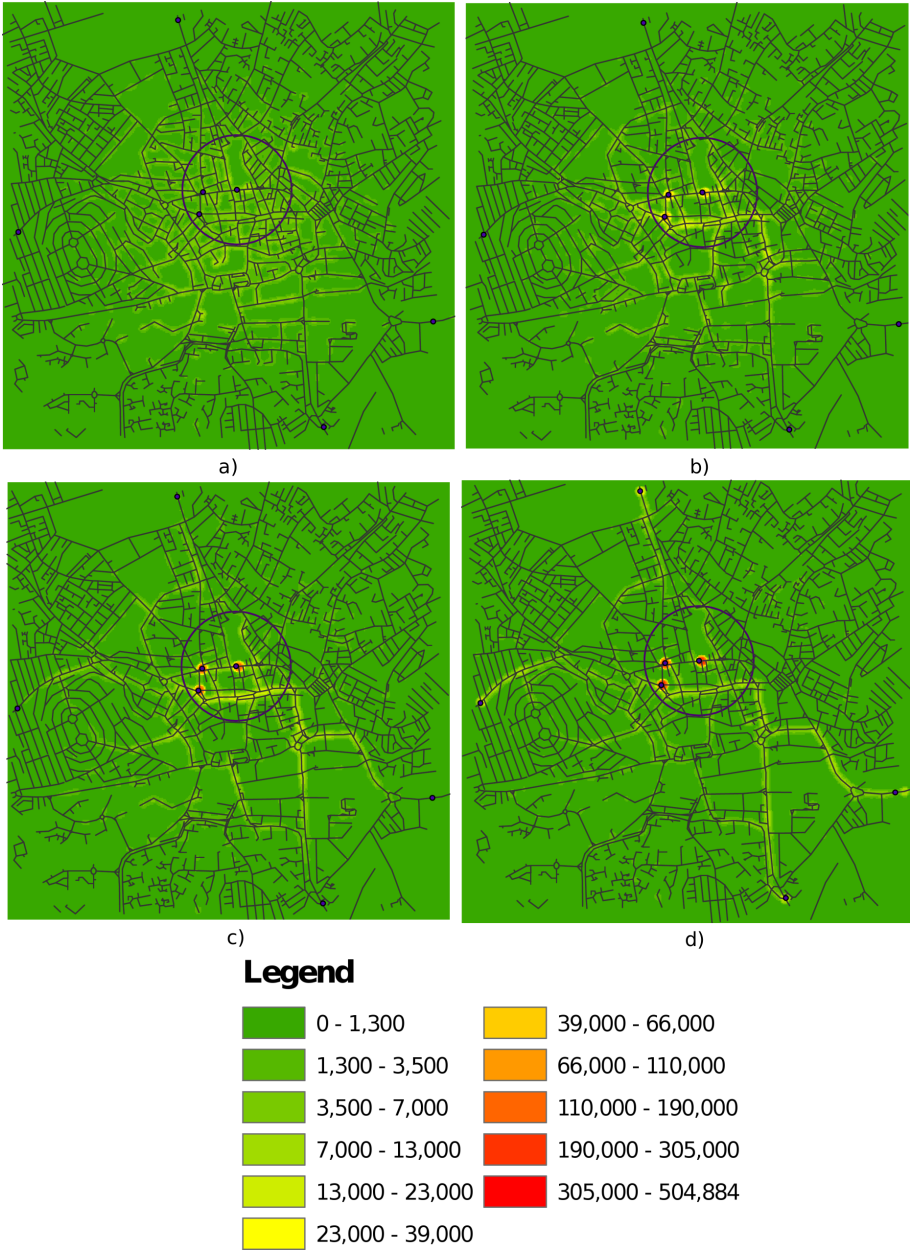 a)
b)
c)
d)
Legend
0 - 1,300
1,300 - 3,500
3,500 - 7,000
7,000 - 13,000
13,000 - 23,000
23,000 - 39,000
39,000 - 66,000
66,000 - 110,000
110,000 - 190,000
190,000 - 305,000
305,000 - 504,884